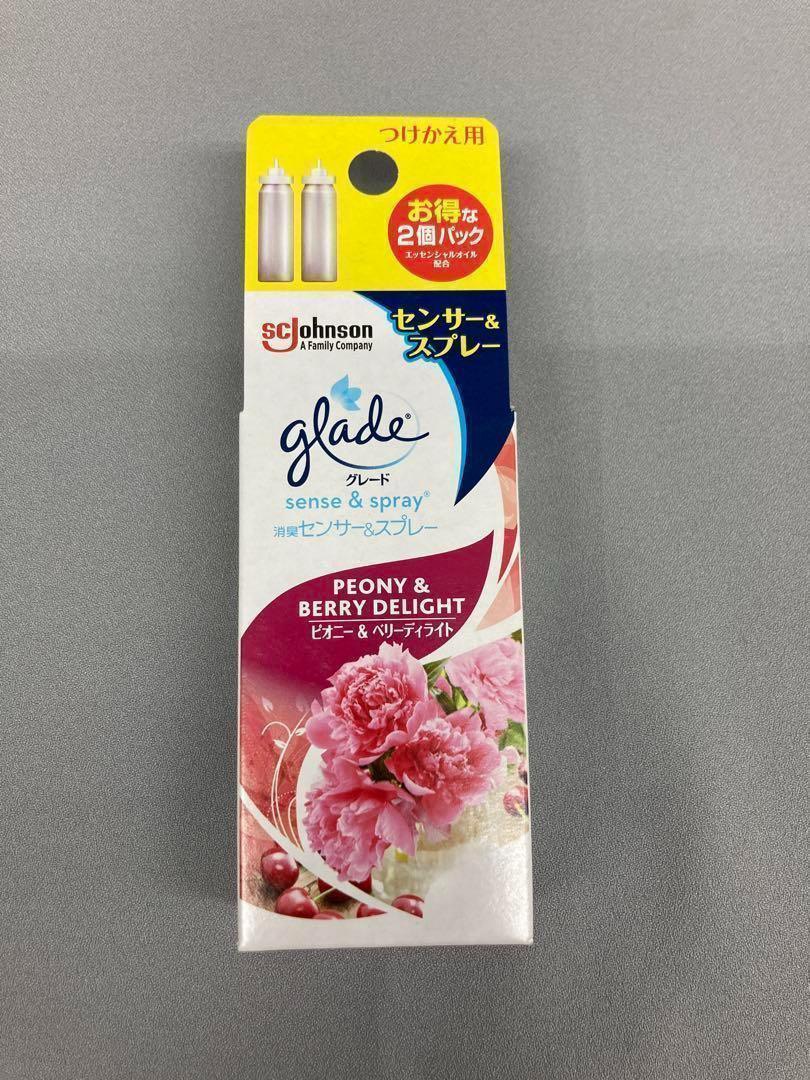 つけかえ用
お得な
2個パック
エッセンシャルオイル
配合
SC Johnson
A Family Company
センサー&
スプレー
glade®
グレード
sense & spray®
消臭センサー&スプレー
PEONY &
BERRY DELIGHT
ピオニー & ベリーディライト